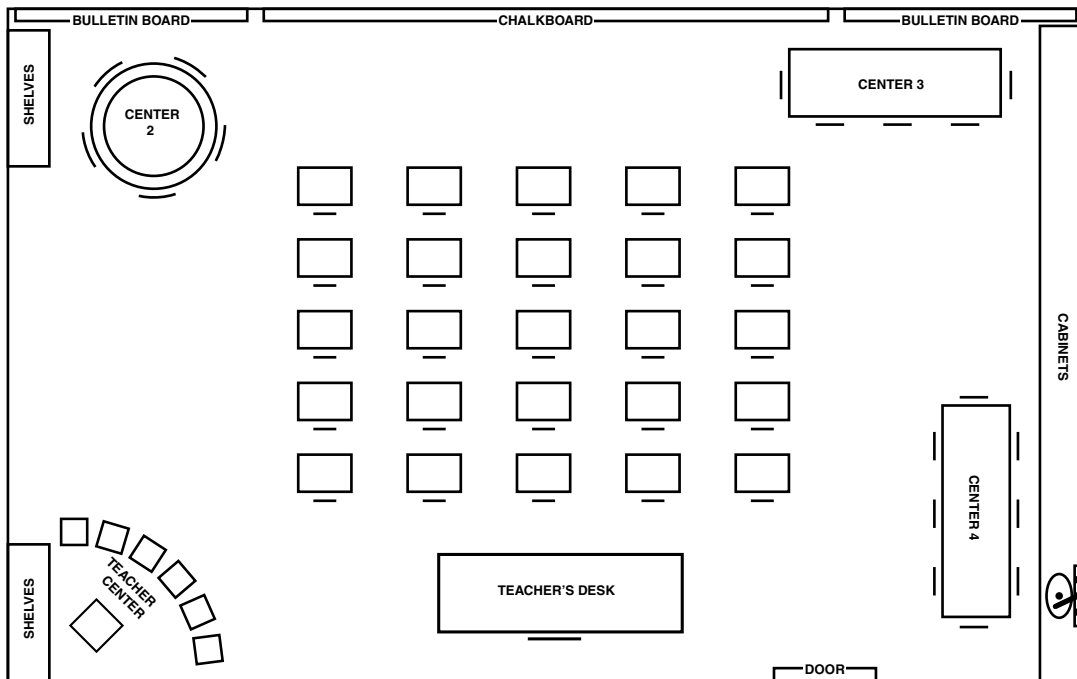 BULLETIN BOARD
CHALKBOARD
BULLETIN BOARD
SHELVES
CENTER
2
CENTER 3
CABINETS
CENTER 4
TEACHER
CENTER
SHELVES
TEACHER'S DESK
DOOR